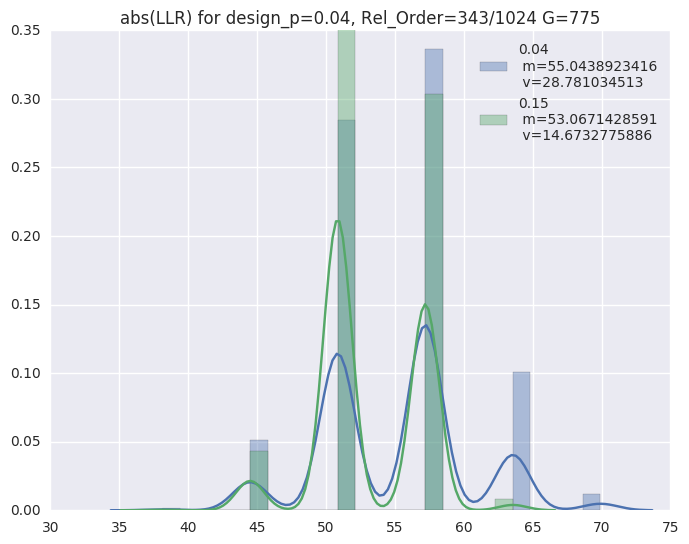 abs(LLR) for design_p=0.04, Rel_Order=343/1024 G=775
0.35
0.30
0.25
0.20
0.15
0.10
0.05
0.00
30 35 40 45 50 55 60 65 70 75
0.04
m=55.0438923416
v=28.781034513
0.15
m=53.0671428591
v=14.6732775886